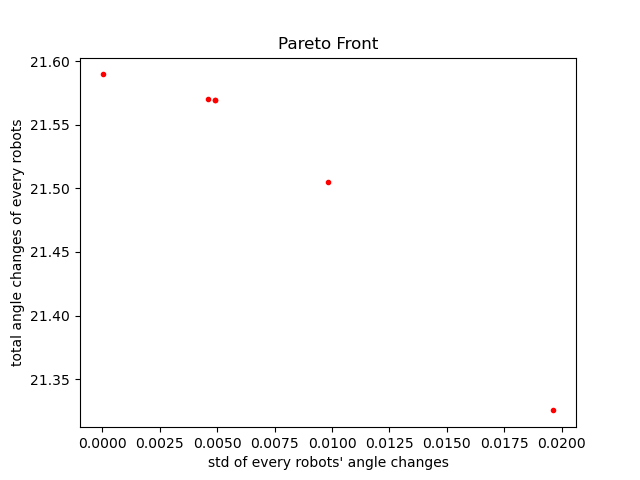 Pareto Front
total angle changes of every robots
21.60
21.55
21.50
21.45
21.40
21.35
0.0000 0.0025 0.0050 0.0075 0.0100 0.0125 0.0150 0.0175 0.0200
std of every robots' angle changes